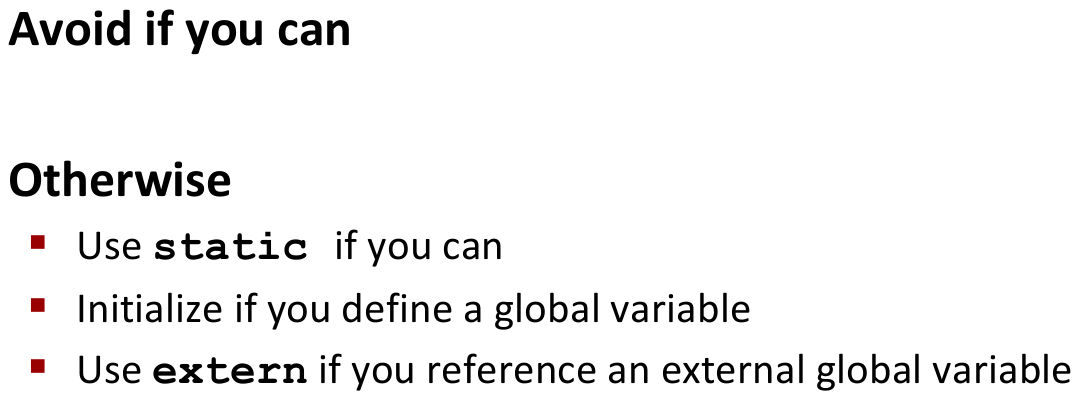 Avoid if you can
Otherwise
▪ Use static if you can
▪ Initialize if you define a global variable
▪ Use extern if you reference an external global variable